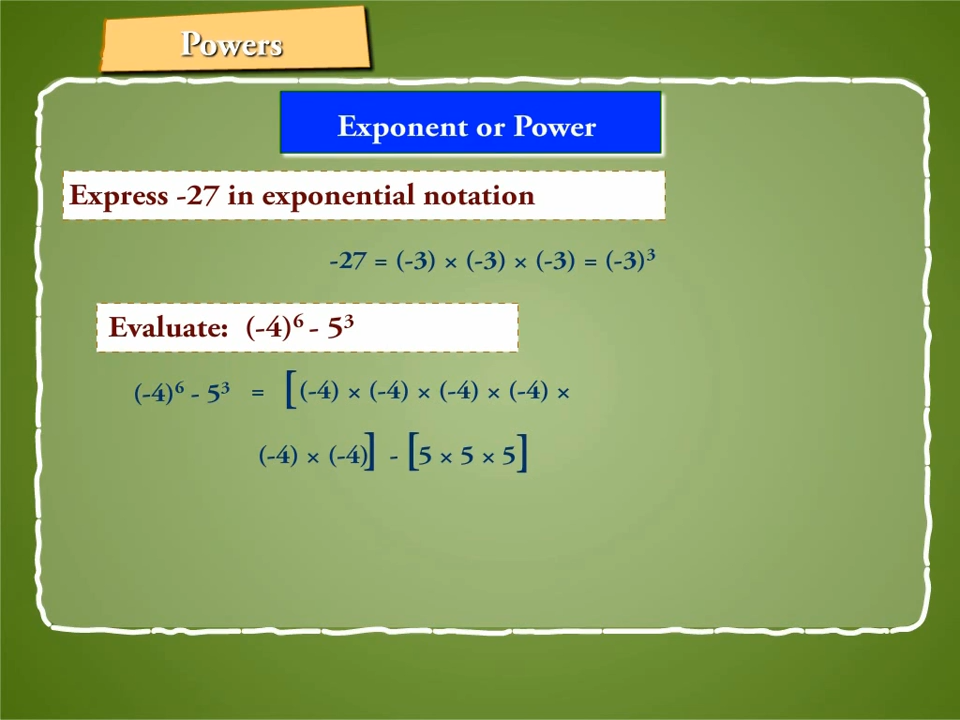 Powers
Exponent or Power
Express -27 in exponential notation
-27 = (-3) × (-3) × (-3) = (-3)³
Evaluate: (-4)⁶ - 5³
(-4)⁶ - 5³ = [(-4) × (-4) × (-4) × (-4) ×
(-4) × (-4)] - [5 × 5 × 5]